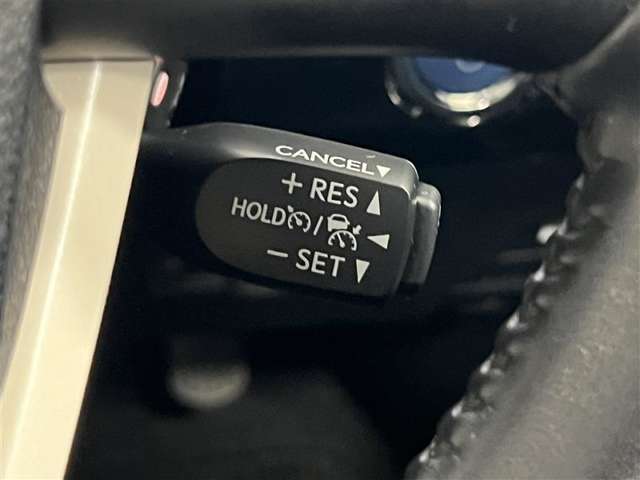 CANCEL▼
+ RES ▲
HOLD / ◀
− SET ▼